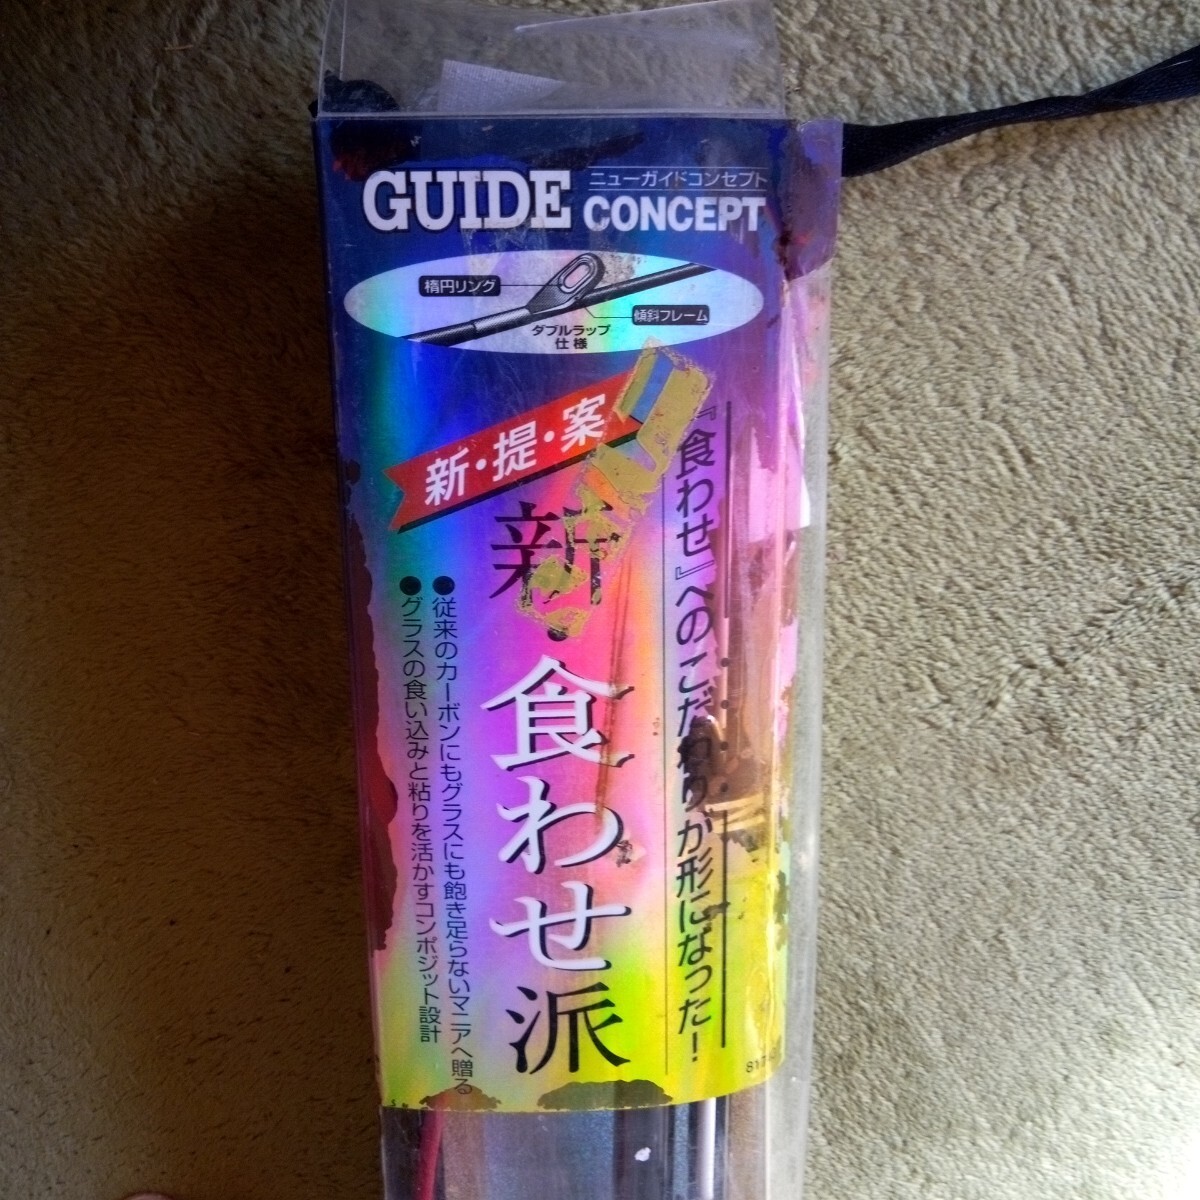 GUIDE
ニューガイドコンセプト
CONCEPT
楕円リング
傾斜フレーム
ダブルラップ
仕様
新・提・案
『食わせ』へのこだわりが形になった!
新・食わせ派
●従来のカーボンにもグラスにも飽き足らないマニアへ贈る
●グラスの食い込みと粘りを活かすコンポジット設計